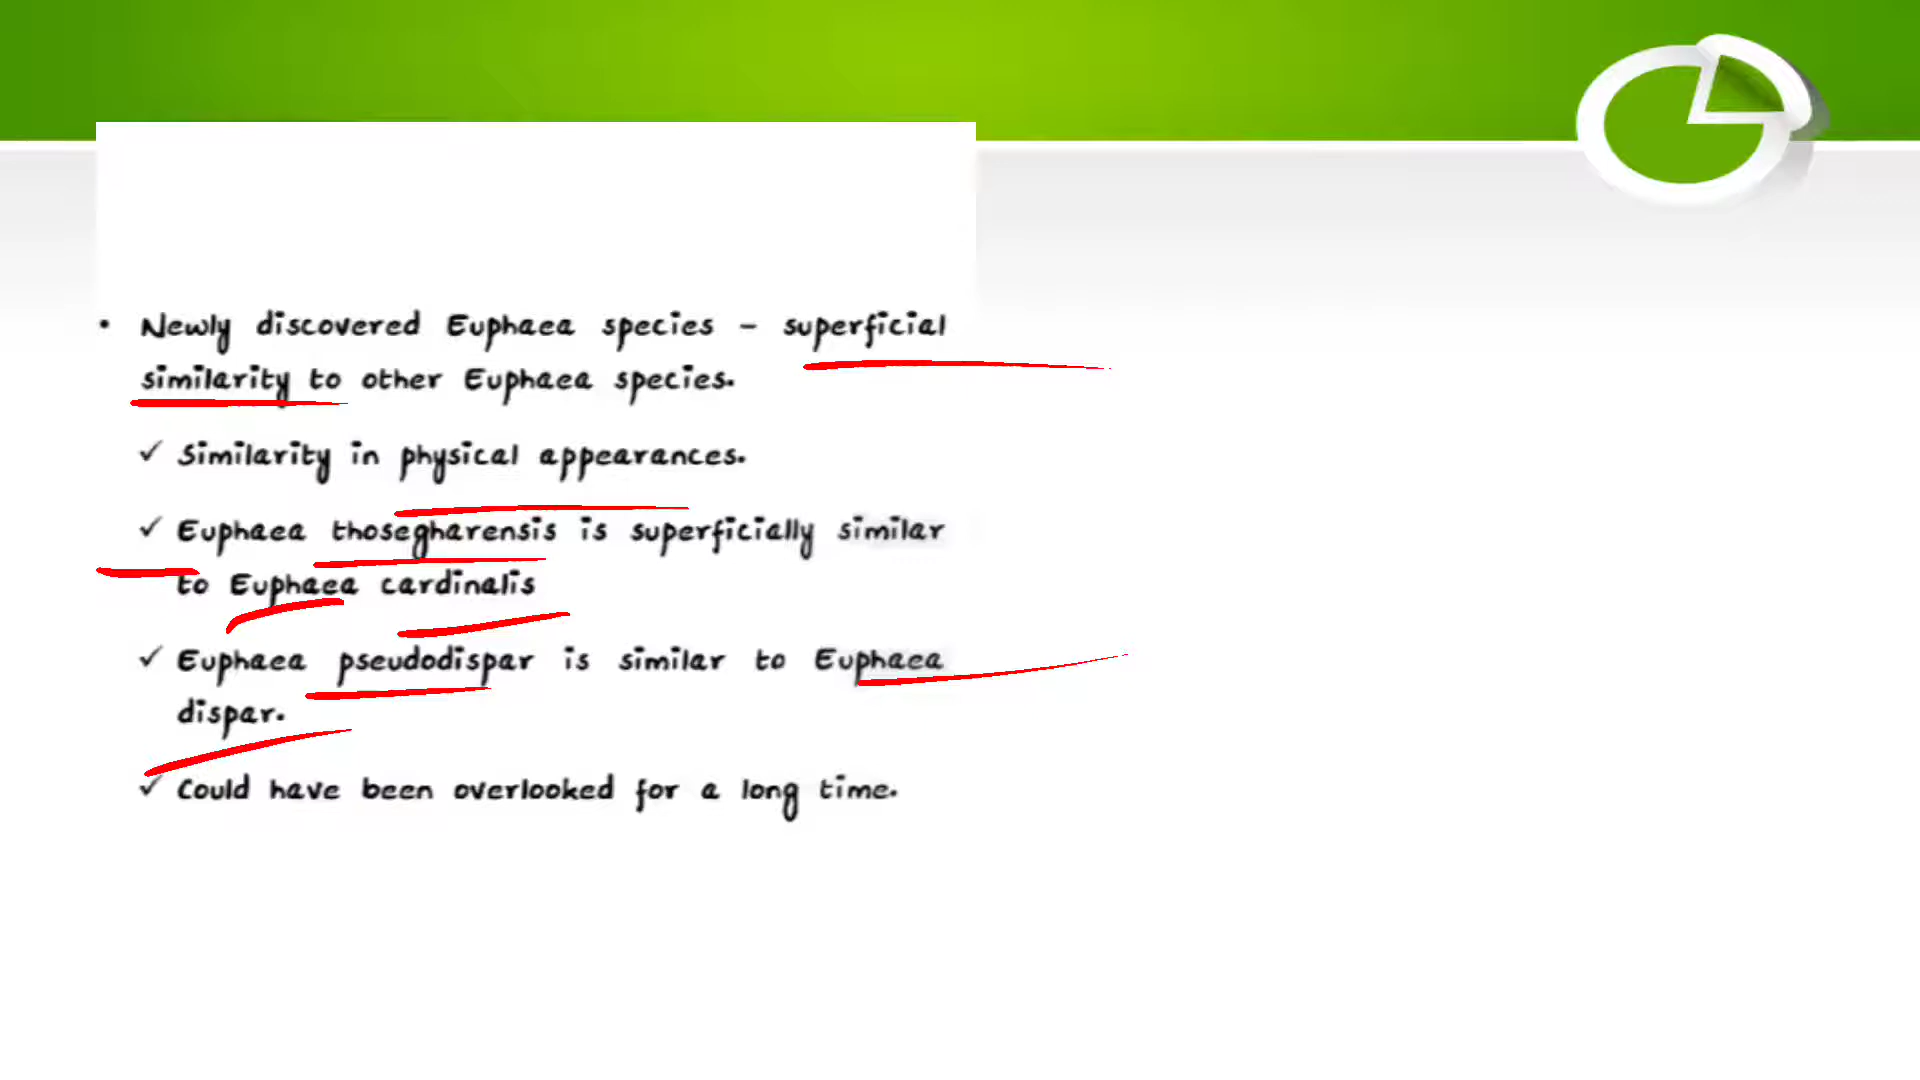 • Newly discovered Euphaea species - superficial
similarity to other Euphaea species.
✓ Similarity in physical appearances.
✓ Euphaea thosegharensis is superficially similar
to Euphaea cardinalis
✓ Euphaea pseudodispar is similar to Euphaea
dispar.
✓ Could have been overlooked for a long time.